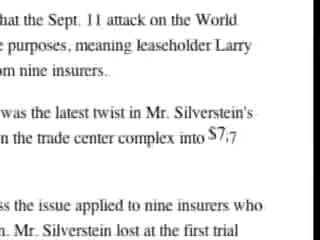 hat the Sept. 11 attack on the World
e purposes, meaning leaseholder Larry
om nine insurers.
was the latest twist in Mr. Silverstein's
n the trade center complex into $7.7
ss the issue applied to nine insurers who
n. Mr. Silverstein lost at the first trial